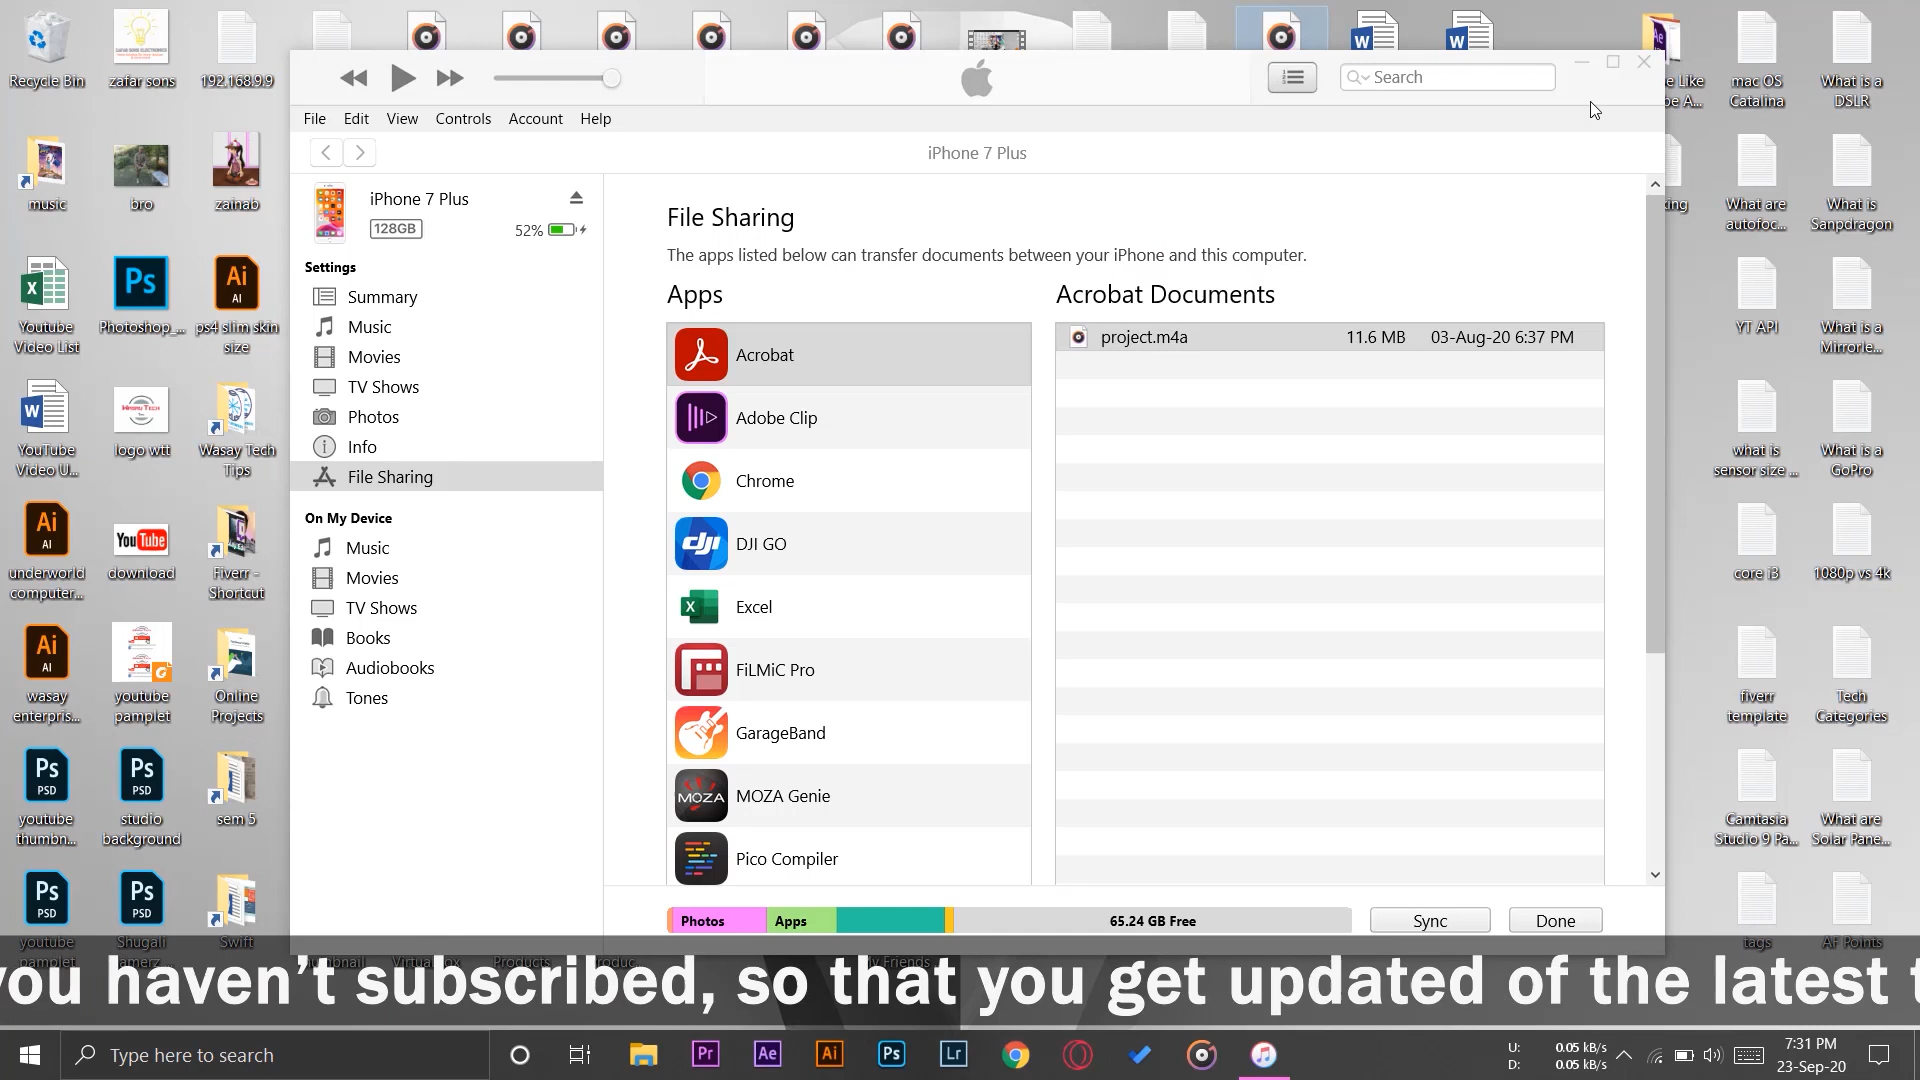 Recycle Bin
zafar sons
192.168.9.9
Search
File Edit View Controls Account Help
iPhone 7 Plus
iPhone 7 Plus
128GB
52%
Settings
Summary
Music
Movies
TV Shows
Photos
Info
File Sharing
On My Device
Music
Movies
TV Shows
Books
Audiobooks
Tones
File Sharing
The apps listed below can transfer documents between your iPhone and this computer.
Apps
Acrobat Documents
Acrobat
Adobe Clip
Chrome
DJI GO
Excel
FiLMiC Pro
GarageBand
MOZA Genie
Pico Compiler
project.m4a 11.6 MB 03-Aug-20 6:37 PM
Photos
Apps
65.24 GB Free
Sync
Done
music
bro
zainab
Youtube
Video List
Photoshop_...
ps4 slim skin
size
YouTube
Video U...
logo wtt
Wasay Tech
Tips
underworld
computer...
download
Fiverr -
Shortcut
wasay
enterpris...
youtube
pamplet
Online
Projects
youtube
thumbn...
studio
background
sem 5
youtube
pamplet
Shugali
Swift
mac OS
Catalina
What is a
DSLR
What are
autofoc...
What is
Sanpdragon
YT API
What is a
Mirrorle...
what is
sensor size ...
What is a
GoPro
core i3
1080p vs 4k
fiverr
template
Tech
Categories
Camtasia
Studio 9 Pa...
What are
Solar Pane...
tags
AF Points
you haven't subscribed, so that you get updated of the latest t
Type here to search
U: 0.05 kB/s
D: 0.05 kB/s
7:31 PM
23-Sep-20